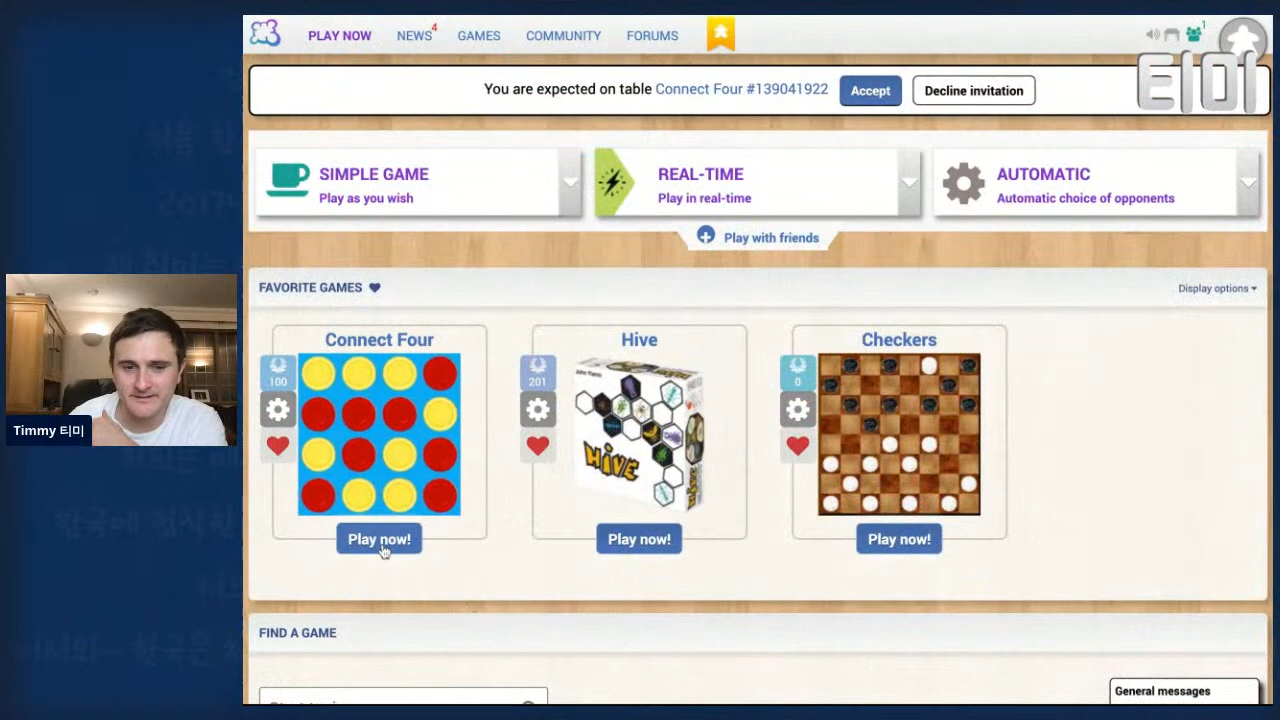 PLAY NOW NEWS 4 GAMES COMMUNITY FORUMS 1
티미
You are expected on table Connect Four #139041922 Accept Decline invitation
SIMPLE GAME
Play as you wish
REAL-TIME
Play in real-time
AUTOMATIC
Automatic choice of opponents
Play with friends
FAVORITE GAMES Display options
Connect Four
100
Play now!
Hive
201
HIVE
Play now!
Checkers
0
Play now!
Timmy 티미
FIND A GAME
General messages